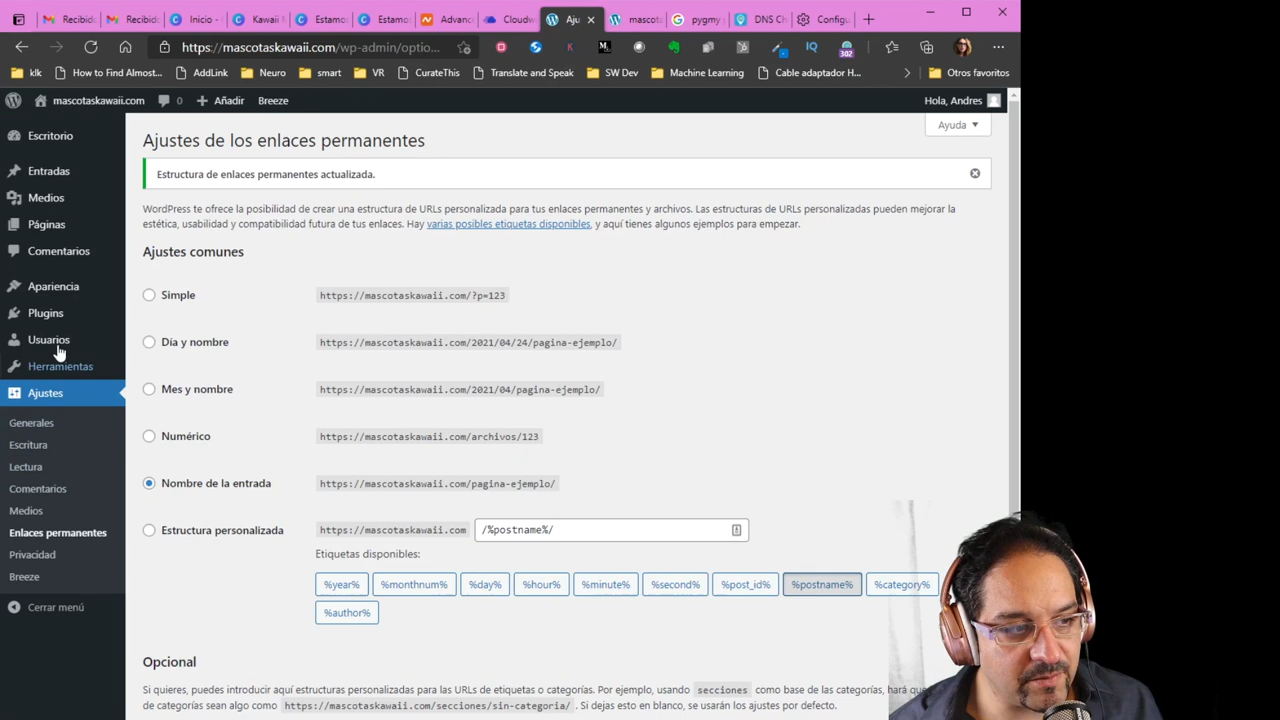 Recibid
Recibido
Inicio -
Kawaii M
Estamos
Estamo
Advanc
Cloudw
Aju
mascota
pygmy
DNS Ch
Configu
https://mascotaskawaii.com/wp-admin/optio...
302
klk
How to Find Almost...
AddLink
Neuro
smart
VR
CurateThis
Translate and Speak
SW Dev
Machine Learning
Cable adaptador H...
Otros favoritos
mascotaskawaii.com
0
Añadir
Breeze
Hola, Andres
Escritorio
Entradas
Medios
Páginas
Comentarios
Apariencia
Plugins
Usuarios
Herramientas
Ajustes
Generales
Escritura
Lectura
Comentarios
Medios
Enlaces permanentes
Privacidad
Breeze
Cerrar menú
Ayuda
Ajustes de los enlaces permanentes
Estructura de enlaces permanentes actualizada.
WordPress te ofrece la posibilidad de crear una estructura de URLs personalizada para tus enlaces permanentes y archivos. Las estructuras de URLs personalizadas pueden mejorar la
estética, usabilidad y compatibilidad futura de tus enlaces. Hay varias posibles etiquetas disponibles, y aquí tienes algunos ejemplos para empezar.
Ajustes comunes
Simple https://mascotaskawaii.com/?p=123
Día y nombre https://mascotaskawaii.com/2021/04/24/pagina-ejemplo/
Mes y nombre https://mascotaskawaii.com/2021/04/pagina-ejemplo/
Numérico https://mascotaskawaii.com/archivos/123
Nombre de la entrada https://mascotaskawaii.com/pagina-ejemplo/
Estructura personalizada https://mascotaskawaii.com /%postname%/
Etiquetas disponibles:
%year% %monthnum% %day% %hour% %minute% %second% %post_id% %postname% %category%
%author%
Opcional
Si quieres, puedes introducir aquí estructuras personalizadas para las URLs de etiquetas o categorías. Por ejemplo, usando secciones como base de las categorías, hará qu
de categorías sean algo como https://mascotaskawaii.com/secciones/sin-categoria/ . Si dejas esto en blanco, se usarán los ajustes por defecto.